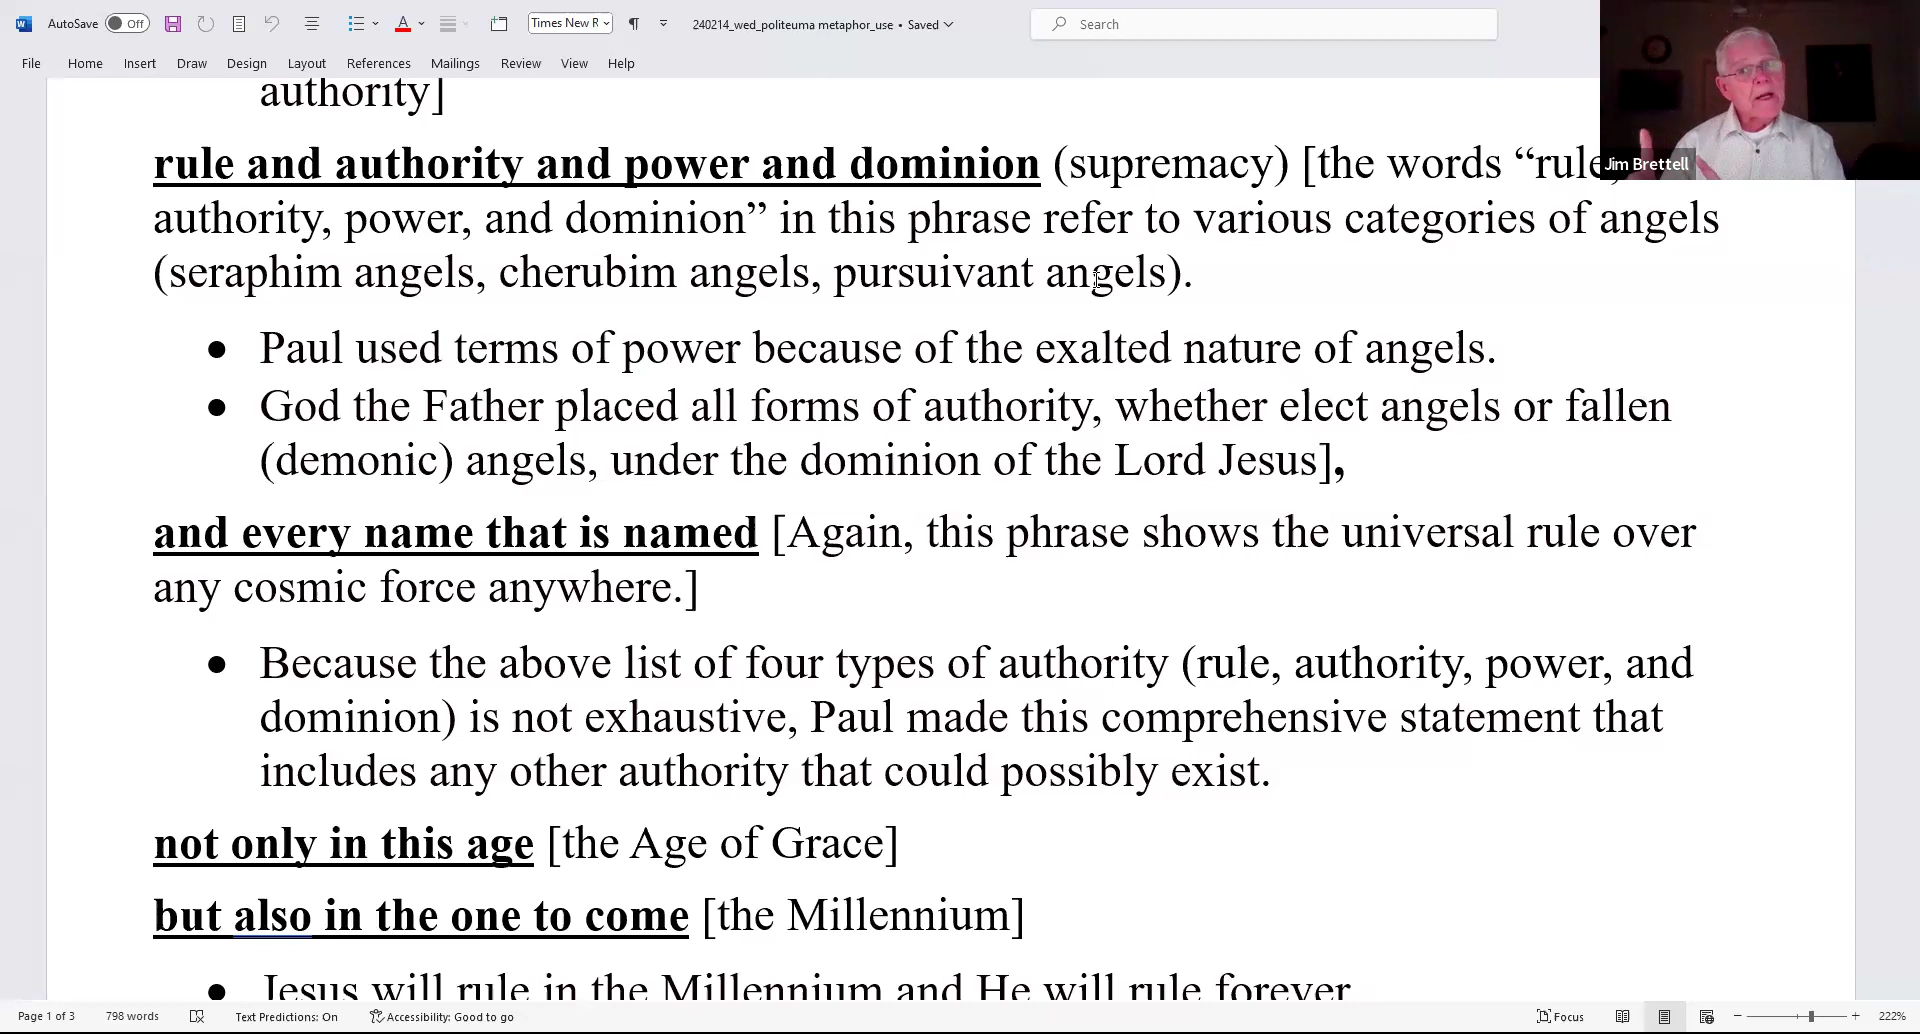 AutoSave Off Times New R 240214_wed_politeuma metaphor_use • Saved Search
File Home Insert Draw Design Layout References Mailings Review View Help
authority]
rule and authority and power and dominion (supremacy) [the words “rule,
Jim Brettell
authority, power, and dominion” in this phrase refer to various categories of angels
(seraphim angels, cherubim angels, pursuivant angels).
● Paul used terms of power because of the exalted nature of angels.
● God the Father placed all forms of authority, whether elect angels or fallen
(demonic) angels, under the dominion of the Lord Jesus],
and every name that is named [Again, this phrase shows the universal rule over
any cosmic force anywhere.]
● Because the above list of four types of authority (rule, authority, power, and
dominion) is not exhaustive, Paul made this comprehensive statement that
includes any other authority that could possibly exist.
not only in this age [the Age of Grace]
but also in the one to come [the Millennium]
● Jesus will rule in the Millennium and He will rule forever
Page 1 of 3 798 words Text Predictions: On Accessibility: Good to go Focus 222%